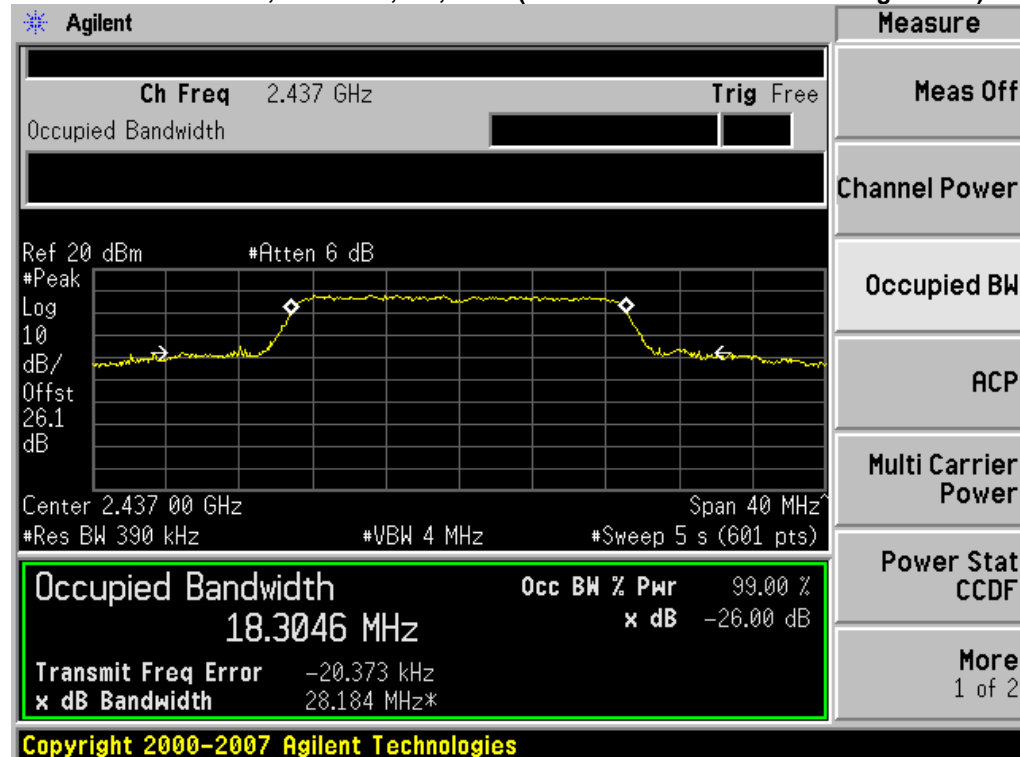 Agilent
Measure
Ch Freq 2.437 GHz Trig Free
Occupied Bandwidth
Meas Off
Channel Power
Occupied BW
ACP
Multi Carrier
Power
Power Stat
CCDF
More
1 of 2
Ref 20 dBm #Atten 6 dB
#Peak
Log
10
dB/
Offst
26.1
dB
Center 2.437 00 GHz Span 40 MHz^
#Res BW 390 kHz #VBW 4 MHz #Sweep 5 s (601 pts)
Occupied Bandwidth Occ BW % Pwr 99.00 %
18.3046 MHz x dB -26.00 dB
Transmit Freq Error -20.373 kHz
x dB Bandwidth 28.184 MHz*
Copyright 2000-2007 Agilent Technologies